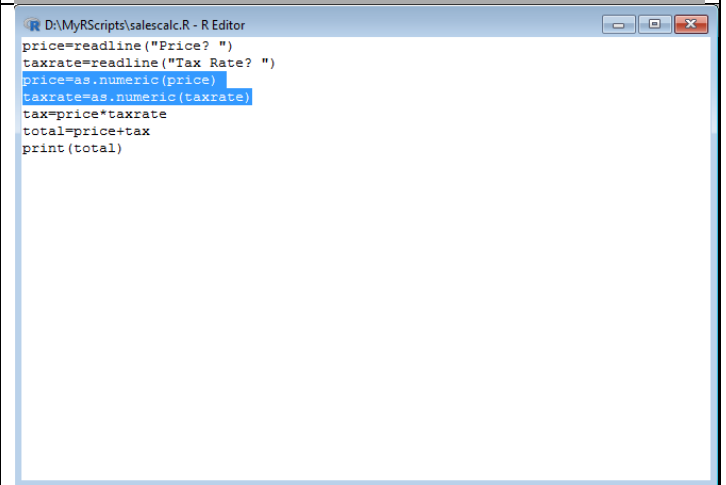 D:\MyRScripts\salescalc.R - R Editor
price=readline("Price? ")
taxrate=readline("Tax Rate? ")
price=as.numeric(price)
taxrate=as.numeric(taxrate)
tax=price*taxrate
total=price+tax
print(total)